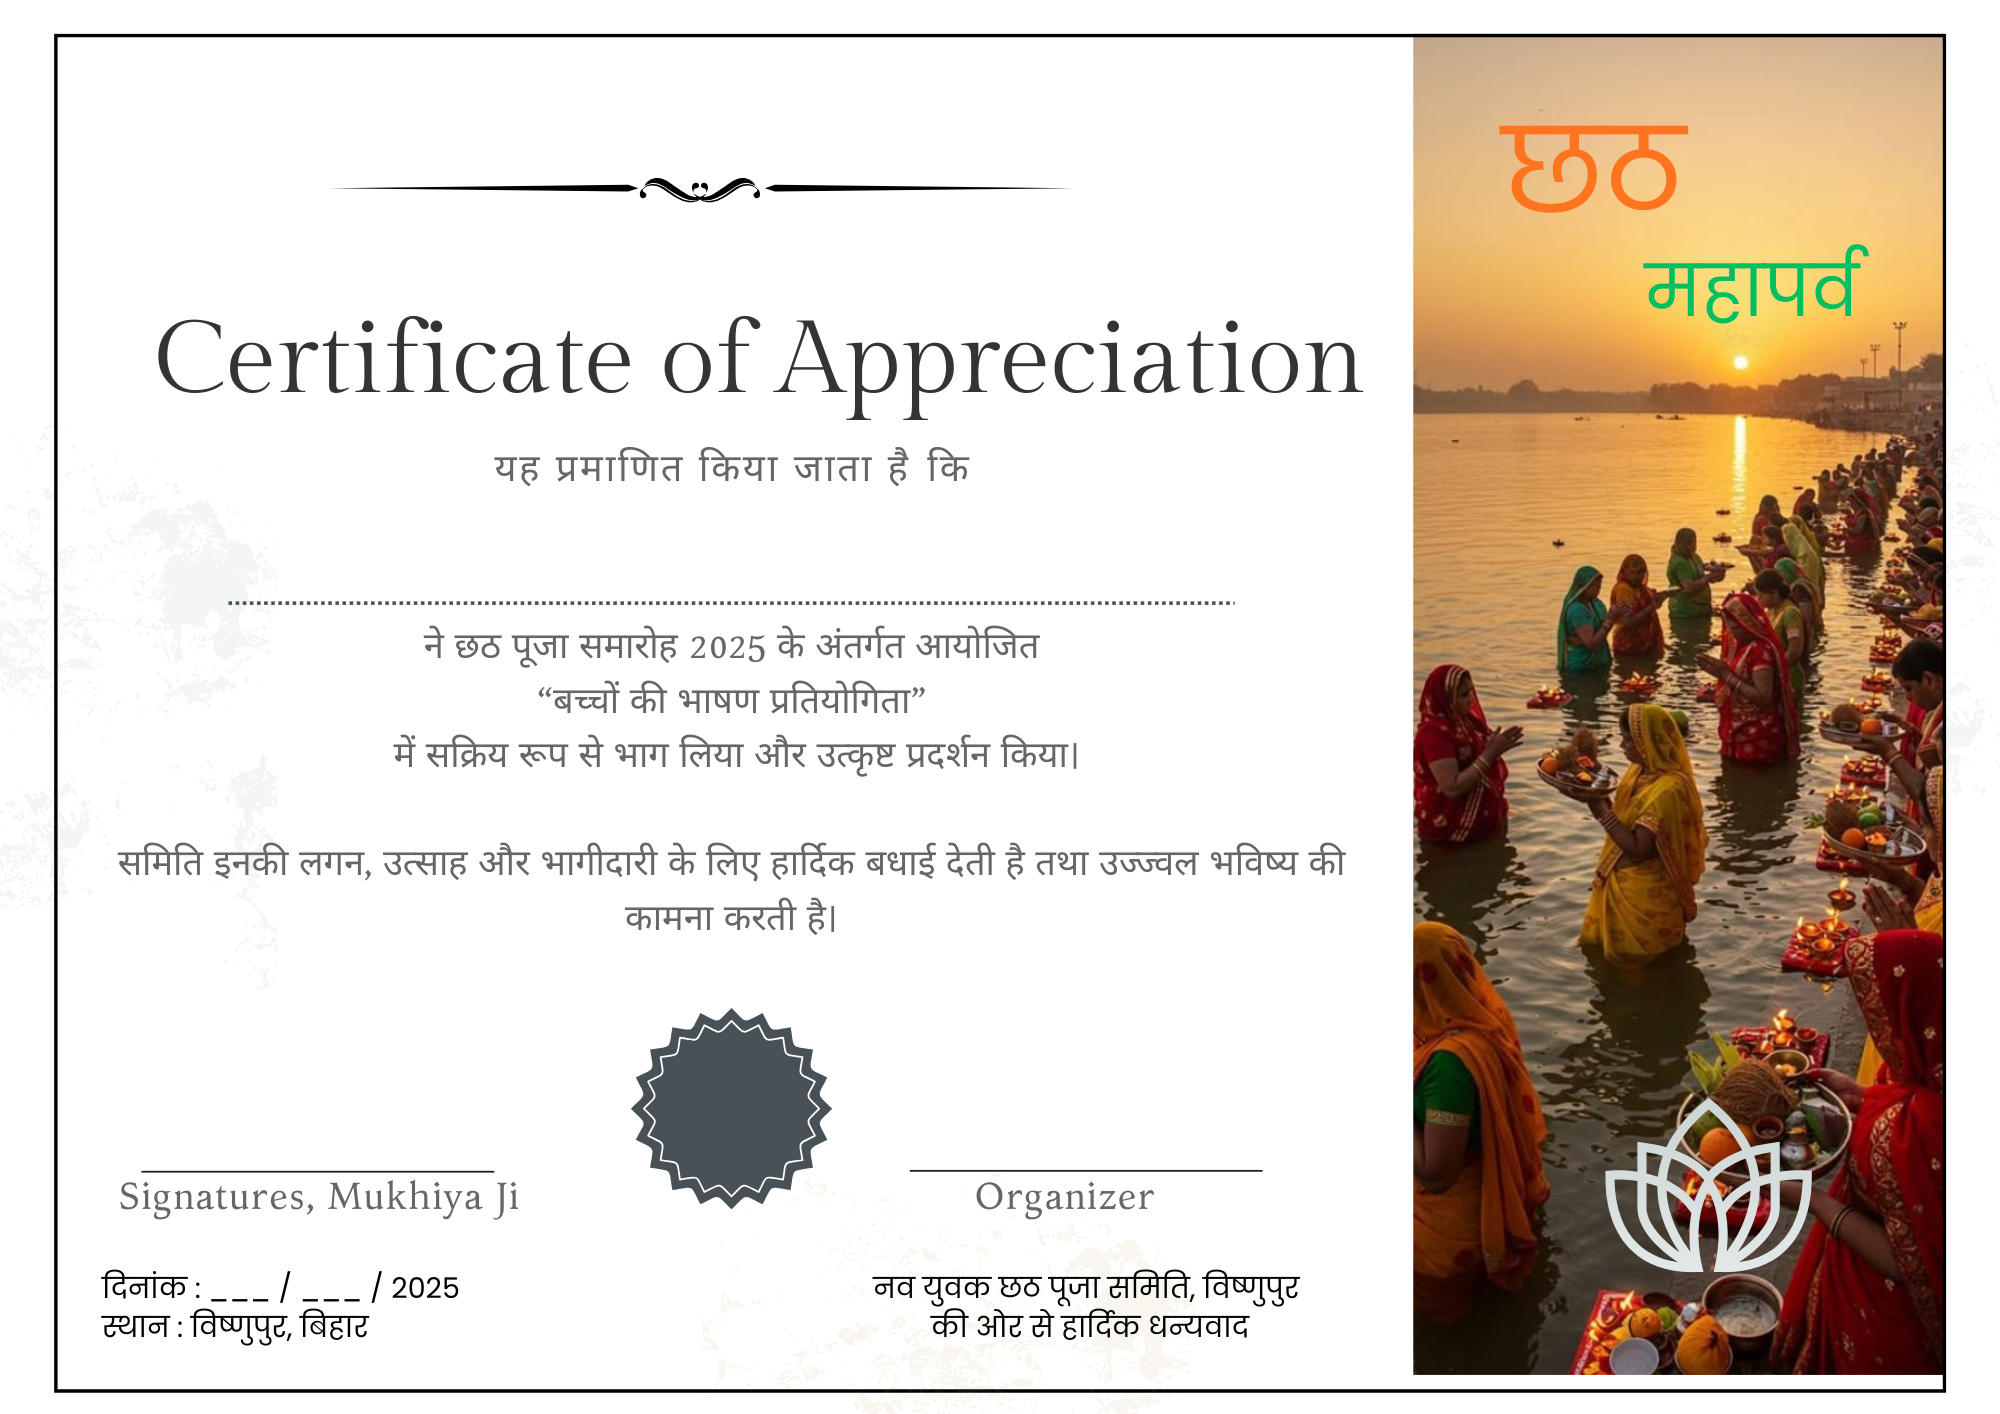 छठ
महापर्व
Certificate of Appreciation
यह प्रमाणित किया जाता है कि
ने छठ पूजा समारोह 2025 के अंतर्गत आयोजित
“बच्चों की भाषण प्रतियोगिता”
में सक्रिय रूप से भाग लिया और उत्कृष्ट प्रदर्शन किया।
समिति इनकी लगन, उत्साह और भागीदारी के लिए हार्दिक बधाई देती है तथा उज्ज्वल भविष्य की
कामना करती है।
Signatures, Mukhiya Ji
Organizer
दिनांक : ___ / ___ / 2025
स्थान : विष्णुपुर, बिहार
नव युवक छठ पूजा समिति, विष्णुपुर
की ओर से हार्दिक धन्यवाद